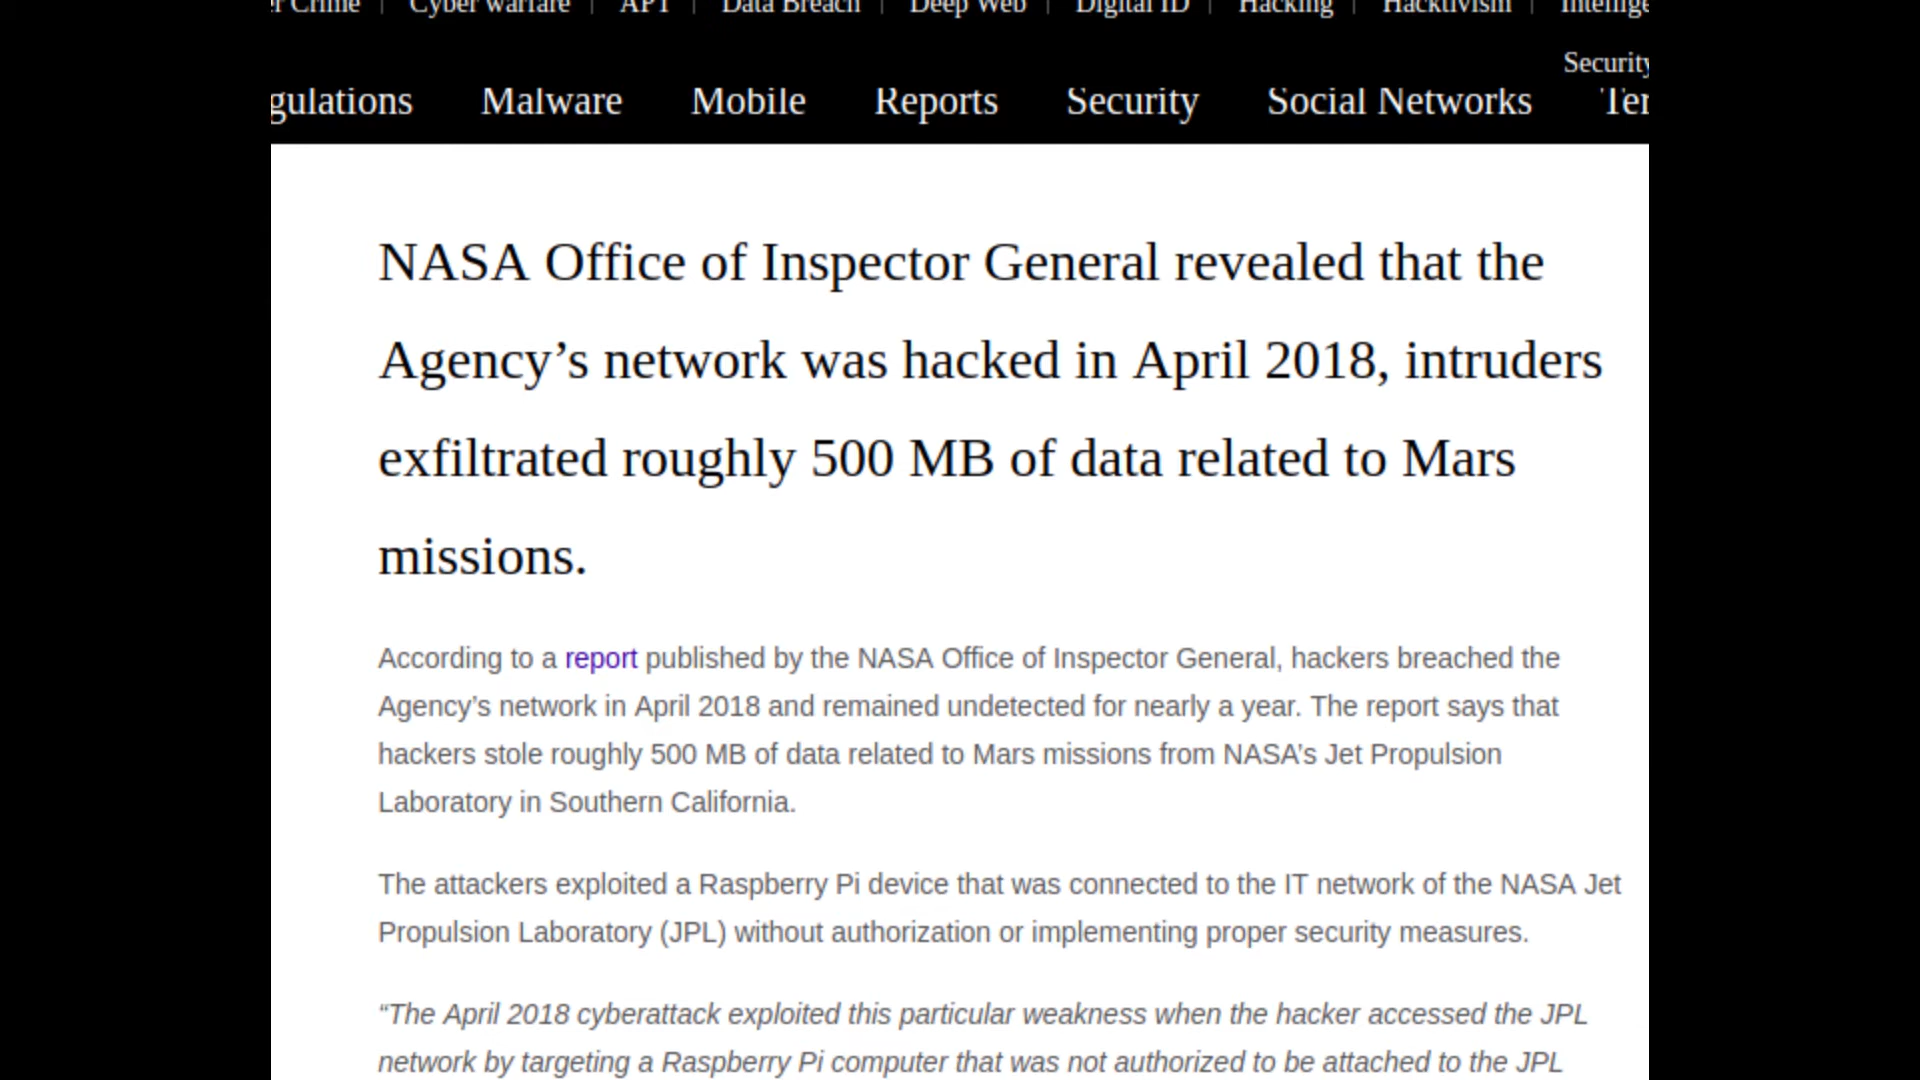 er Crime | Cyber warfare | APT | Data Breach | Deep Web | Digital ID | Hacking | Hacktivism | Intellige
Security
gulations Malware Mobile Reports Security Social Networks Ter
NASA Office of Inspector General revealed that the
Agency’s network was hacked in April 2018, intruders
exfiltrated roughly 500 MB of data related to Mars
missions.
According to a report published by the NASA Office of Inspector General, hackers breached the
Agency’s network in April 2018 and remained undetected for nearly a year. The report says that
hackers stole roughly 500 MB of data related to Mars missions from NASA’s Jet Propulsion
Laboratory in Southern California.
The attackers exploited a Raspberry Pi device that was connected to the IT network of the NASA Jet
Propulsion Laboratory (JPL) without authorization or implementing proper security measures.
“The April 2018 cyberattack exploited this particular weakness when the hacker accessed the JPL
network by targeting a Raspberry Pi computer that was not authorized to be attached to the JPL